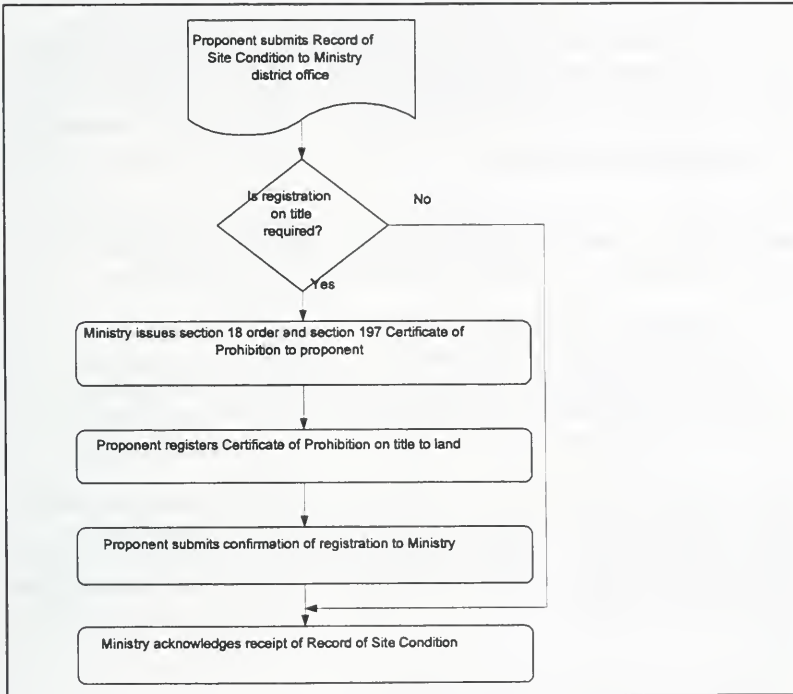 Proponent submits Record of
Site Condition to Ministry
district office
Is registration
on title
required?
No
Yes
Ministry issues section 18 order and section 197 Certificate of
Prohibition to proponent
Proponent registers Certificate of Prohibition on title to land
Proponent submits confirmation of registration to Ministry
Ministry acknowledges receipt of Record of Site Condition